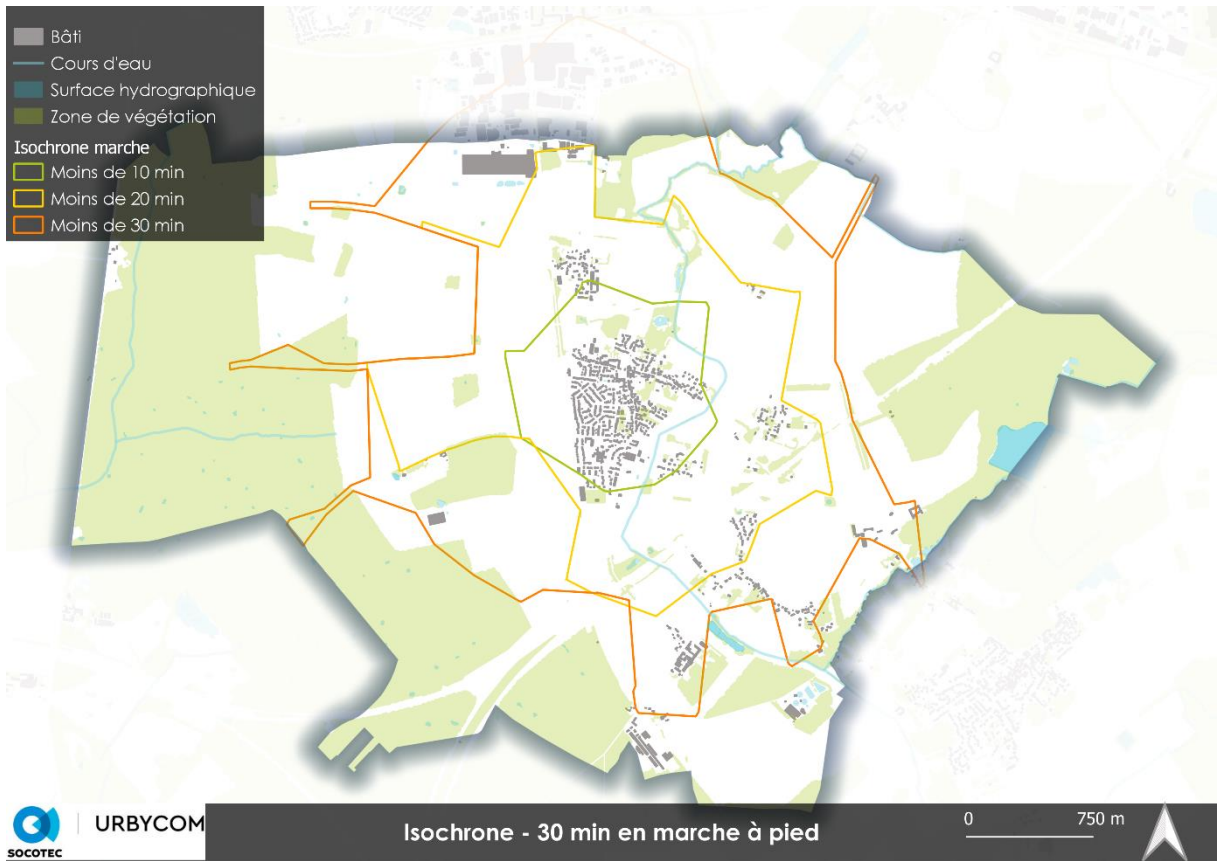 Bâti
Cours d'eau
Surface hydrographique
Zone de végétation
Isochrone marche
Moins de 10 min
Moins de 20 min
Moins de 30 min
SOCOTEC
URBYCOM
Isochrone - 30 min en marche à pied
0 750 m